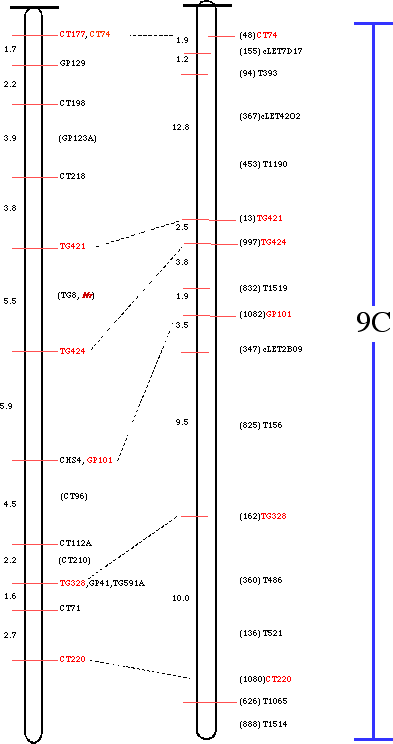 CT177, CT74
1.7
GP129
2.2
CT198
3.9
(GP123A)
CT218
3.8
TG421
(TG8, )
5.5
TG424
5.9
CHS4, GP101
(CT96)
4.5
CT112A
2.2
(CT210)
TG328,GP41,TG591A
1.6
CT71
2.7
CT220
(48)CT74
1.9
(155) cLET7D17
1.2
(94) T393
(367)cLET42O2
12.8
(453) T1190
(13)TG421
2.5
(997)TG424
3.8
(832) T1519
1.9
(1082)GP101
3.5
(347) cLET2B09
9.5
(825) T156
(162)TG328
(360) T486
10.0
(136) T521
(1080)CT220
(626) T1065
(888) T1514
9C